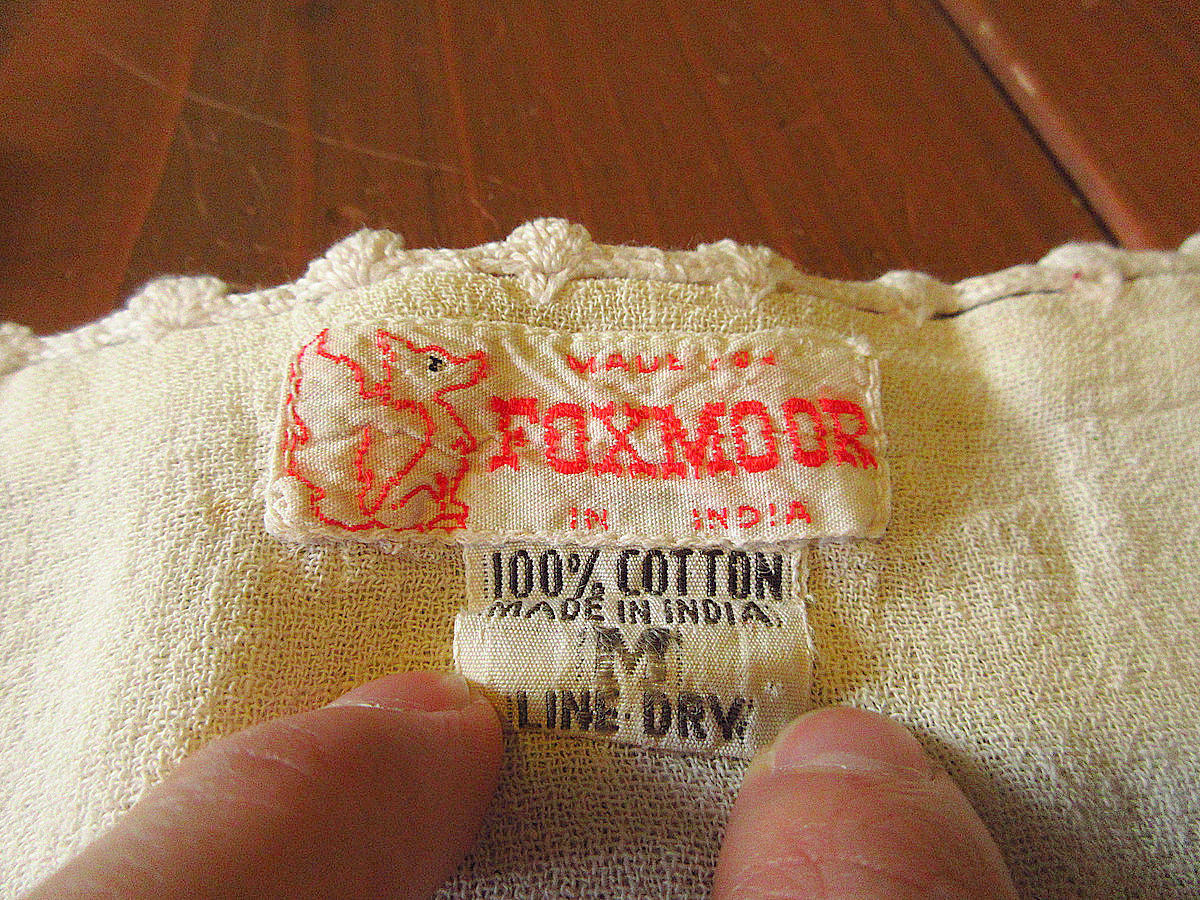 MADE FOR
FOXMOOR
IN INDIA
100% COTTON
MADE IN INDIA.
M
LINE DRY